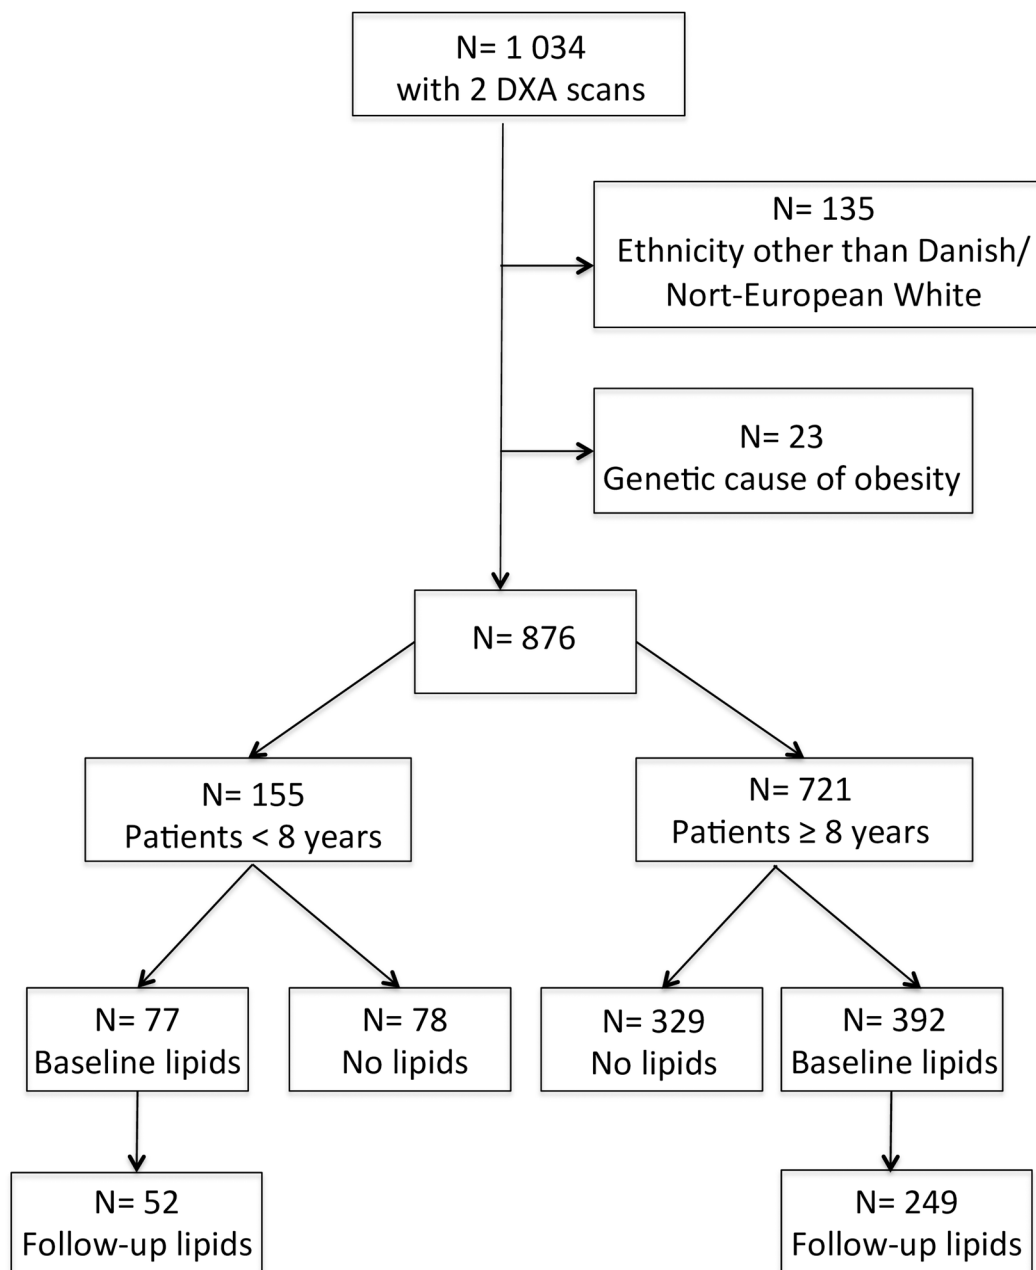 N= 1 034
with 2 DXA scans
N= 135
Ethnicity other than Danish/
Nort-European White
N= 23
Genetic cause of obesity
N= 876
N= 155
Patients < 8 years
N= 721
Patients ≥ 8 years
N= 77
Baseline lipids
N= 78
No lipids
N= 329
No lipids
N= 392
Baseline lipids
N= 52
Follow-up lipids
N= 249
Follow-up lipids